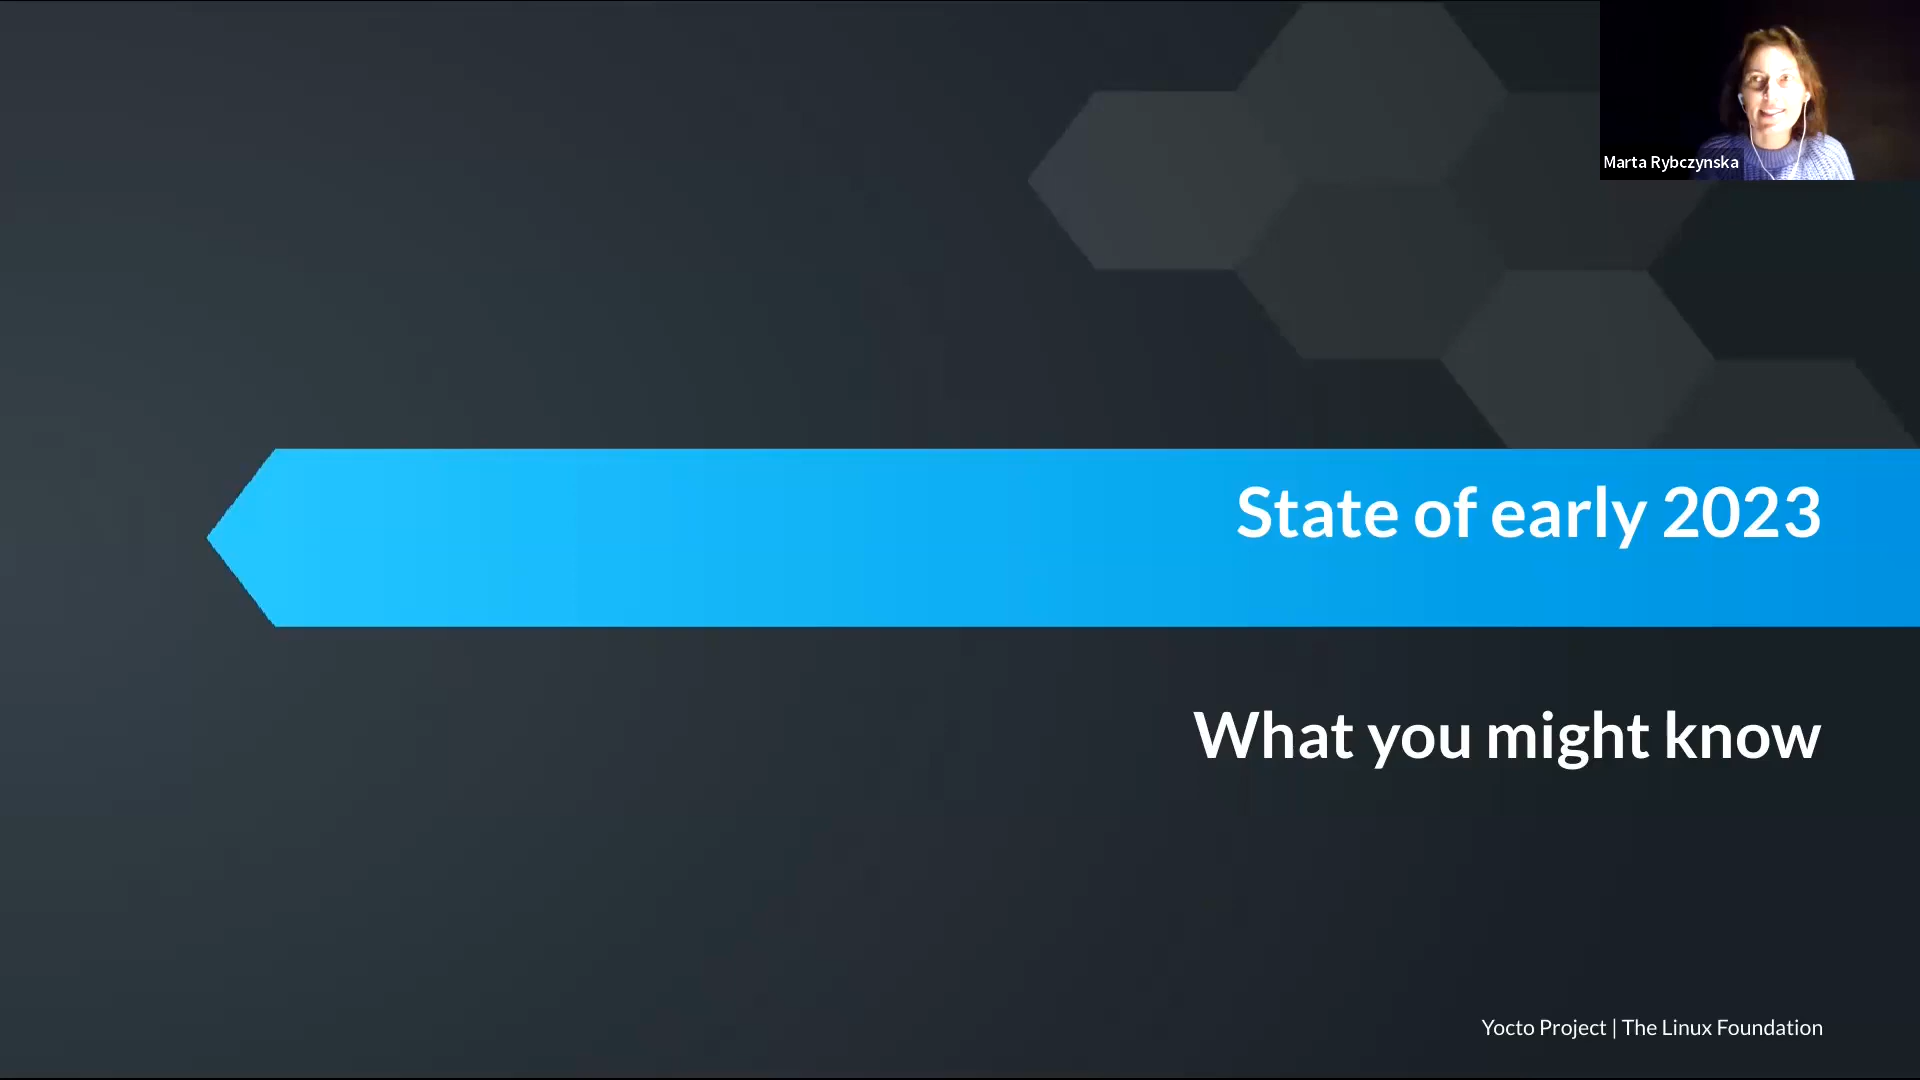 Marta Rybczynska
State of early 2023
What you might know
Yocto Project | The Linux Foundation